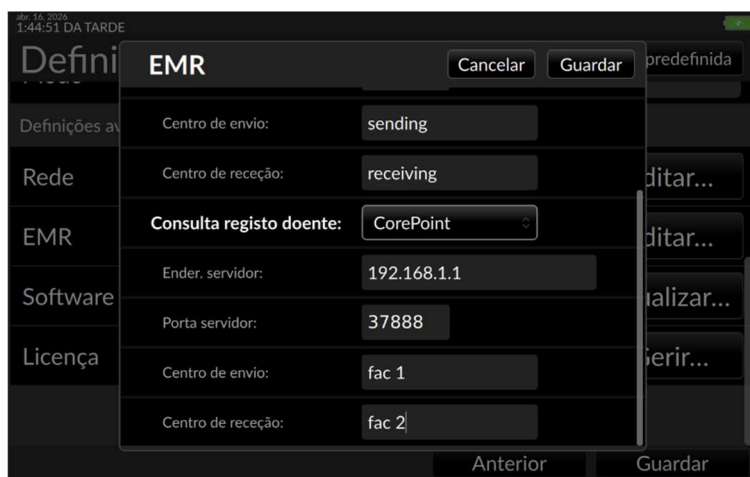 abr. 16, 2026
1:44:51 DA TARDE
Defini
predefinida
EMR
Cancelar
Guardar
Definições av
Centro de envio:
sending
Rede
Centro de receção:
receiving
ditar...
Consulta registo doente:
CorePoint
EMR
ditar...
Ender. servidor:
192.168.1.1
Software
ualizar...
Porta servidor:
37888
Licença
erir...
Centro de envio:
fac 1
Centro de receção:
fac 2
Anterior
Guardar